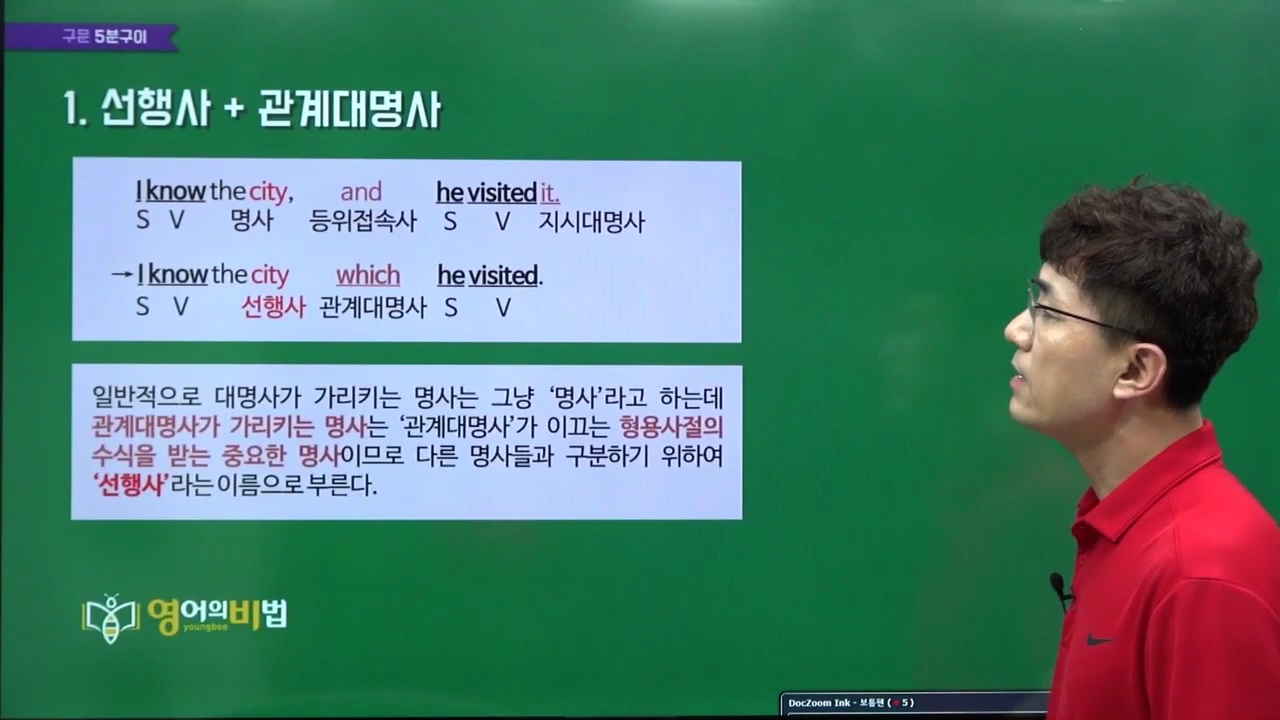 구문 5분구이
1. 선행사 + 관계대명사
I know the city, and he visited it.
S V 명사 등위접속사 S V 지시대명사
→ I know the city which he visited.
S V 선행사 관계대명사 S V
일반적으로 대명사가 가리키는 명사는 그냥 ‘명사’라고 하는데
관계대명사가 가리키는 명사는 ‘관계대명사’가 이끄는 형용사절의
수식을 받는 중요한 명사이므로 다른 명사들과 구분하기 위하여
‘선행사’라는 이름으로 부른다.
영어의비법
youngbee
DocZoom Ink - 보통펜 ( 5 )